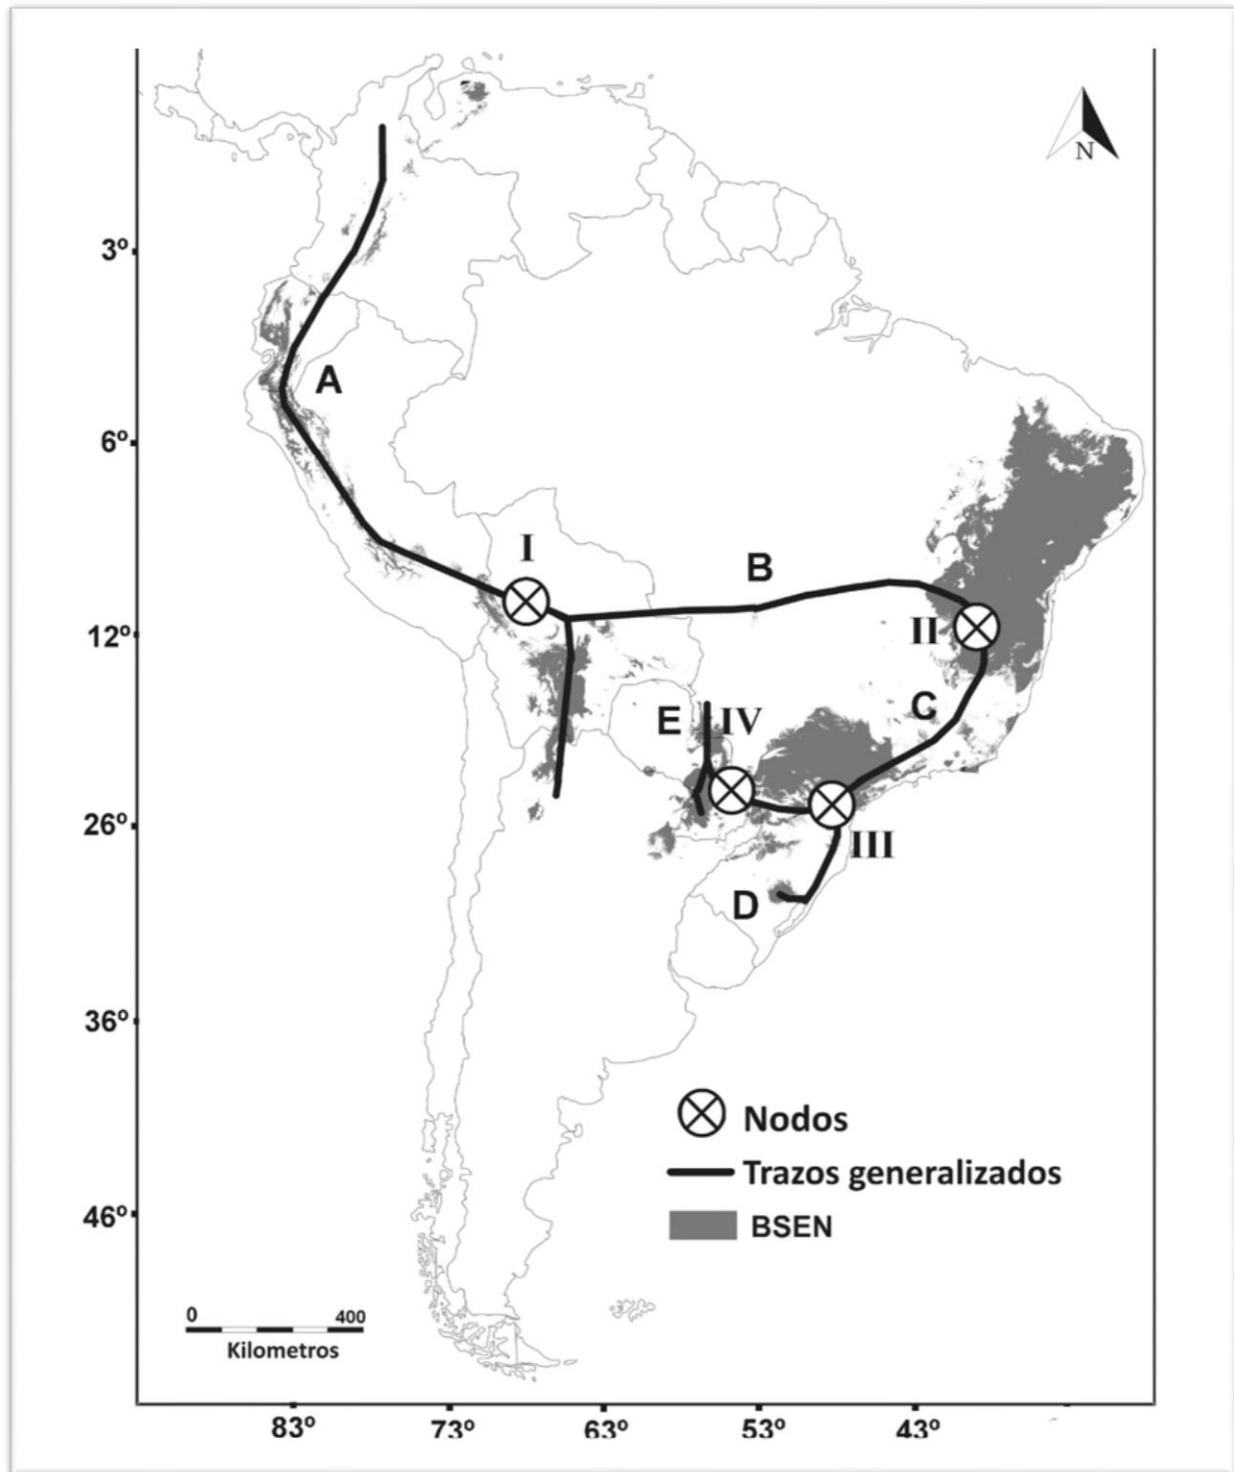 N
3º
A
6º
I
B
12º
II
C
E
IV
26º
III
D
36º
Nodos
Trazos generalizados
46º
BSEN
0 400
Kilometros
83º 73º 63º 53º 43º